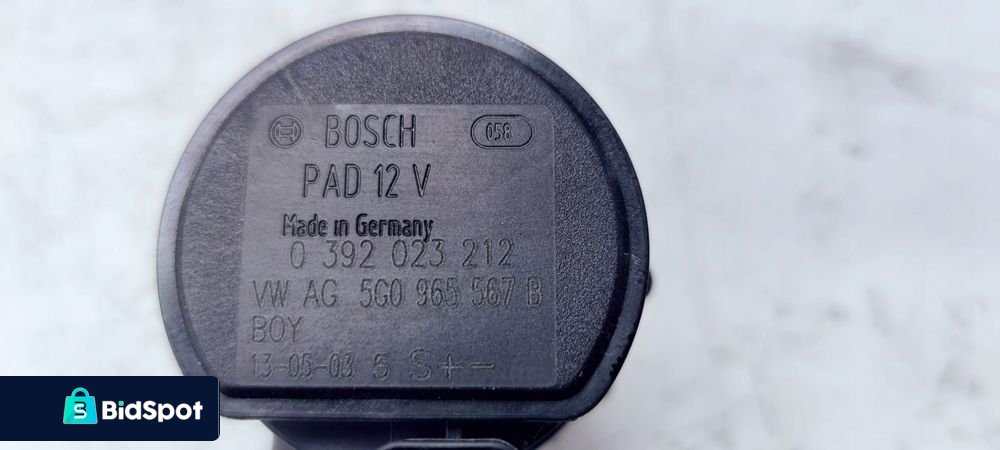 BOSCH 058
PAD 12 V
Made in Germany
0 392 023 212
VW AG 5G0 965 567 B
BOY
13-05-03 6 S+-
BidSpot